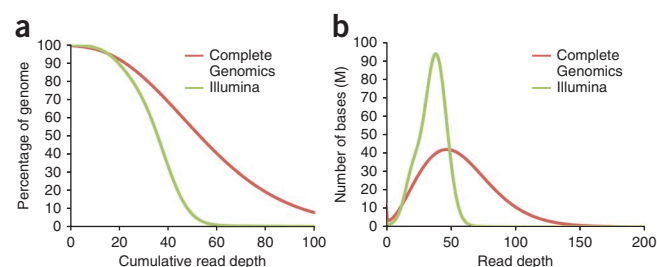 a
100
90
80
70
60
50
40
30
20
10
0
Percentage of genome
0 20 40 60 80 100
Cumulative read depth
Complete
Genomics
Illumina
b
100
90
80
70
60
50
40
30
20
10
0
Number of bases (M)
0 50 100 150 200
Read depth
Complete
Genomics
Illumina